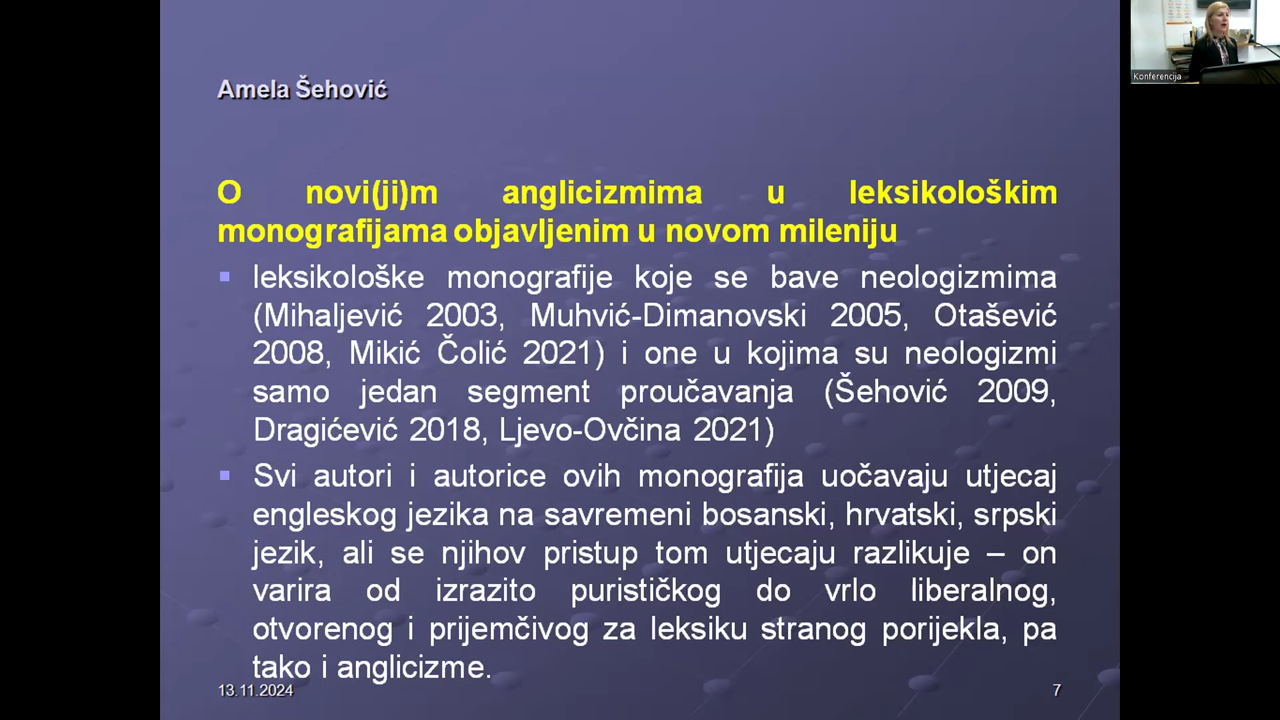 Amela Šehović
O novi(ji)m anglicizmima u leksikološkim
monografijama objavljenim u novom mileniju
leksikološke monografije koje se bave neologizmima
(Mihaljević 2003, Muhvić-Dimanovski 2005, Otašević
2008, Mikić Čolić 2021) i one u kojima su neologizmi
samo jedan segment proučavanja (Šehović 2009,
Dragićević 2018, Ljevo-Ovčina 2021)
Svi autori i autorice ovih monografija uočavaju utjecaj
engleskog jezika na savremeni bosanski, hrvatski, srpski
jezik, ali se njihov pristup tom utjecaju razlikuje – on
varira od izrazito purističkog do vrlo liberalnog,
otvorenog i prijemčivog za leksiku stranog porijekla, pa
tako i anglicizme.
13.11.2024
7
Konferencija